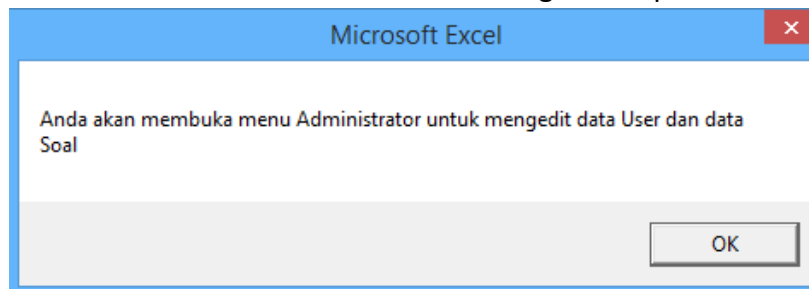 Microsoft Excel
Anda akan membuka menu Administrator untuk mengedit data User dan data
Soal
OK